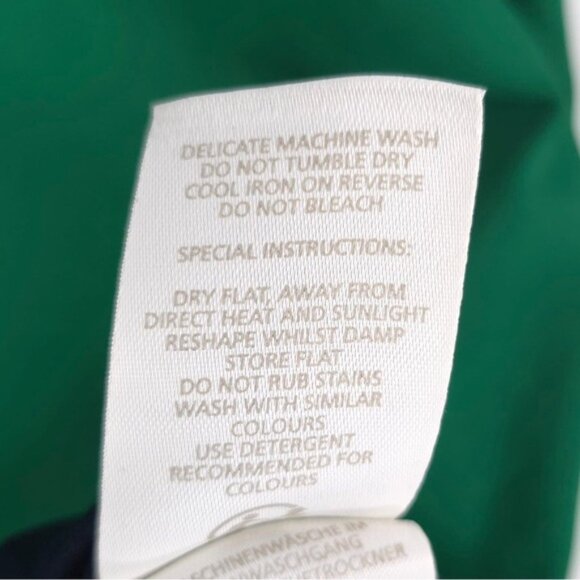 DELICATE MACHINE WASH
DO NOT TUMBLE DRY
COOL IRON ON REVERSE
DO NOT BLEACH
SPECIAL INSTRUCTIONS:
DRY FLAT, AWAY FROM
DIRECT HEAT AND SUNLIGHT
RESHAPE WHILST DAMP
STORE FLAT
DO NOT RUB STAINS
WASH WITH SIMILAR
COLOURS
USE DETERGENT
RECOMMENDED FOR
COLOURS
IM